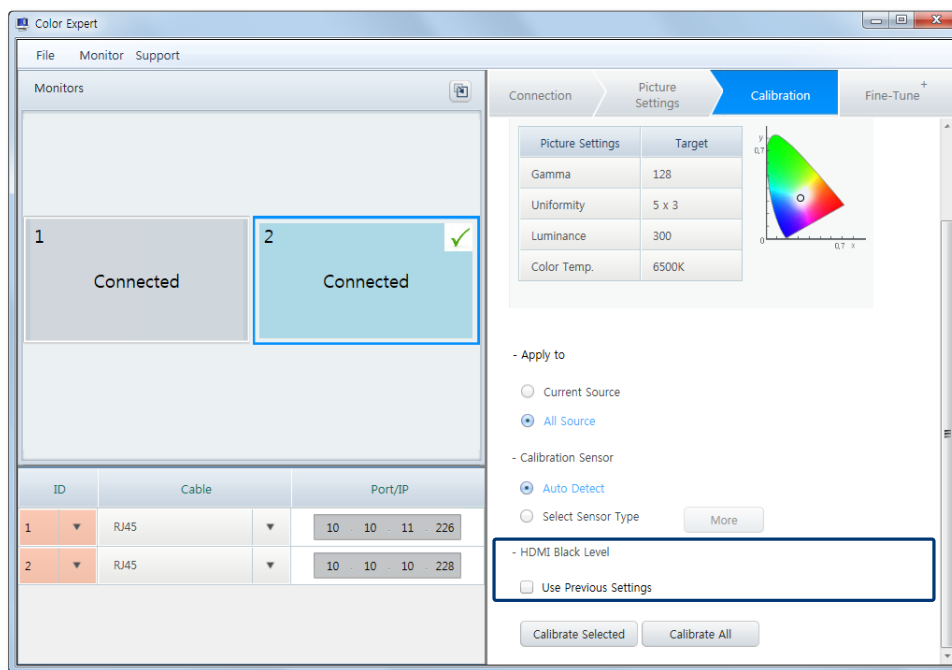 Color Expert
File Monitor Support
Monitors
1
Connected
2
Connected
ID Cable Port/IP
1 RJ45 10 . 10 . 11 . 226
2 RJ45 10 . 10 . 10 . 228
Connection
Picture
Settings
Calibration
Fine-Tune+
Picture Settings Target
Gamma 128
Uniformity 5 x 3
Luminance 300
Color Temp. 6500K
y
0,7
0
0,7 x
- Apply to
Current Source
All Source
- Calibration Sensor
Auto Detect
Select Sensor Type More
- HDMI Black Level
Use Previous Settings
Calibrate Selected Calibrate All